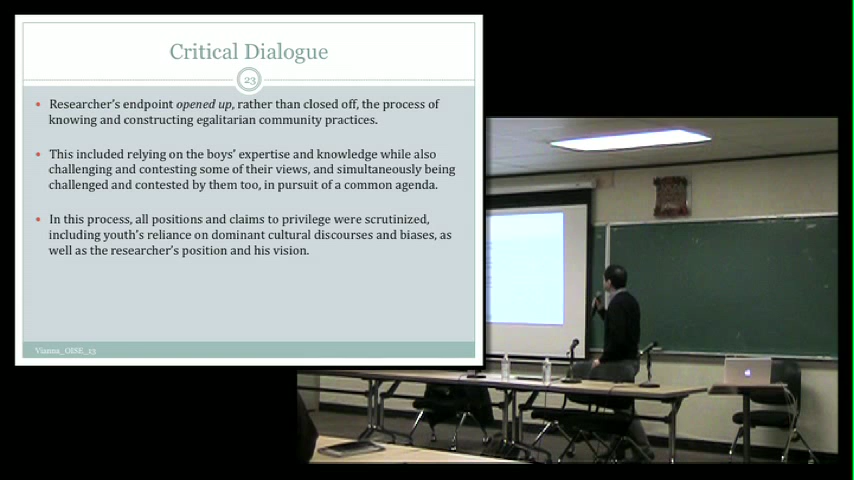 Critical Dialogue
23
• Researcher's endpoint opened up, rather than closed off, the process of
knowing and constructing egalitarian community practices.
• This included relying on the boys' expertise and knowledge while also
challenging and contesting some of their views, and simultaneously being
challenged and contested by them too, in pursuit of a common agenda.
• In this process, all positions and claims to privilege were scrutinized,
including youth's reliance on dominant cultural discourses and biases, as
well as the researcher's position and his vision.
Vianna_OISE_13